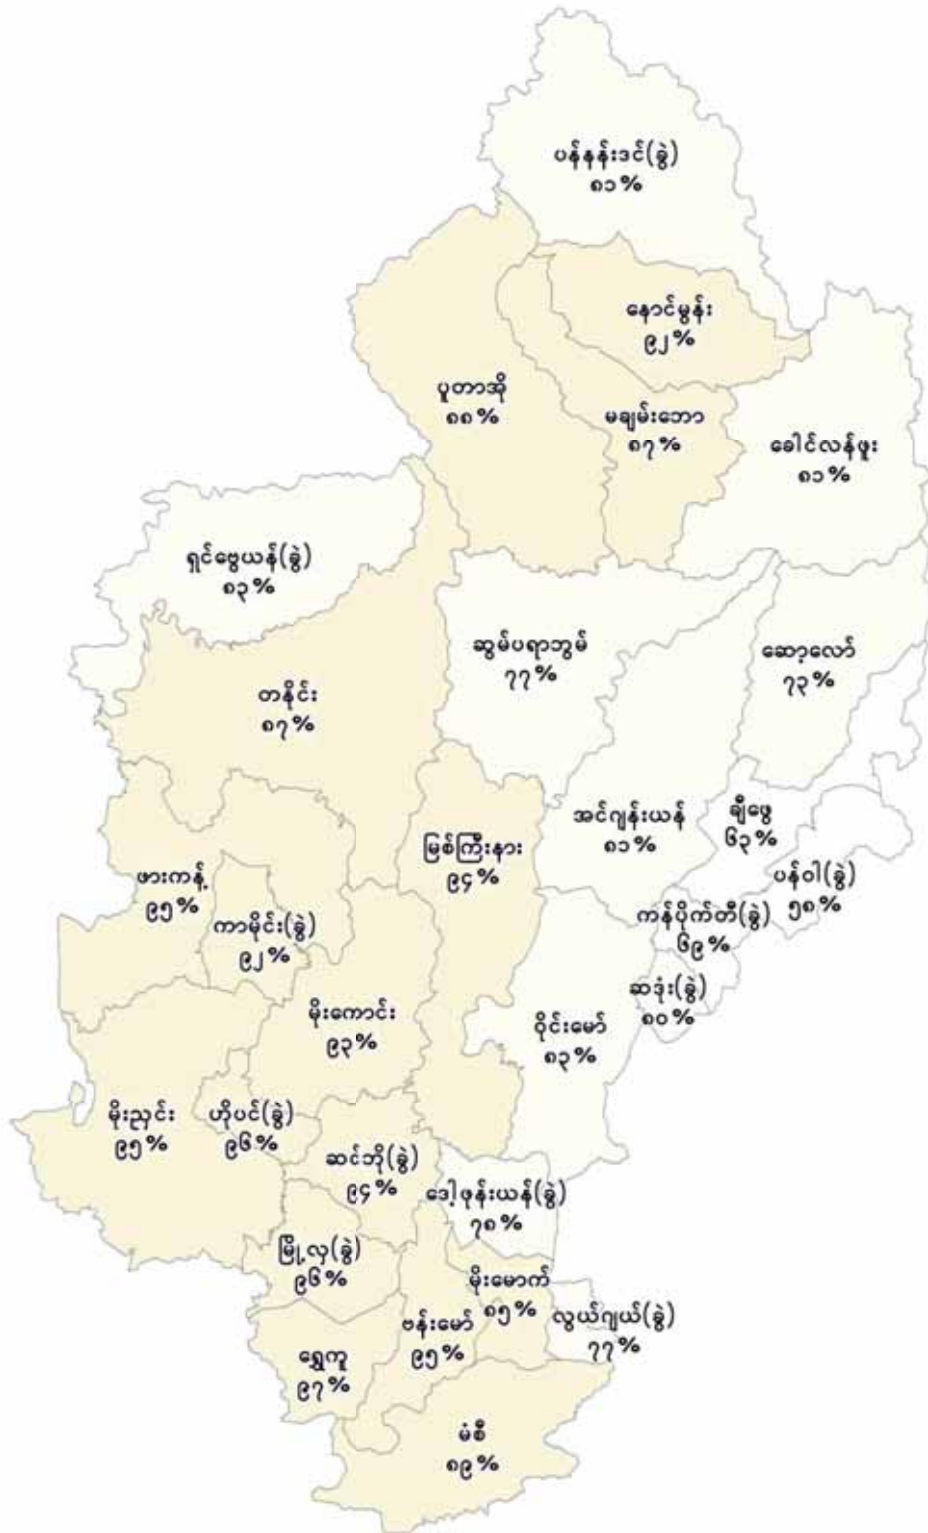 ပန်နန်းဒင်(ခွဲ)
၈၁%
နောင်မွန်း
၉၂%
ပူတာအို
၈၈%
မချမ်းဘော
၈၇%
ခေါင်လန်ဖူး
၈၁%
ရှင်ဗွေယန်(ခွဲ)
၈၃%
ဆွမ်ပရာဘွမ်
၇၇%
ဆော့လော်
၇၃%
တနိုင်း
၈၇%
အင်ဂျန်းယန်
၈၁%
ချီဖွေ
၆၃%
မြစ်ကြီးနား
၉၄%
ဖားကန့်
၉၅%
ပန်ဝါ(ခွဲ)
၅၈%
ကန်ပိုက်တီ(ခွဲ)
၆၉%
ကာမိုင်း(ခွဲ)
၉၂%
ဆဒုံး(ခွဲ)
၈၀%
မိုးကောင်း
၉၃%
ဝိုင်းမော်
၈၃%
မိုးညှင်း
၉၅%
ဟိုပင်(ခွဲ)
၉၆%
ဆင်ဘို(ခွဲ)
၉၄%
ဒေါ့ဖုန်းယန်(ခွဲ)
၇၈%
မြို့လှ(ခွဲ)
၉၆%
မိုးမောက်
၈၅%
ဗန်းမော်
၉၅%
လွယ်ဂျယ်(ခွဲ)
၇၇%
ရွှေကူ
၉၇%
မံစီ
၈၉%